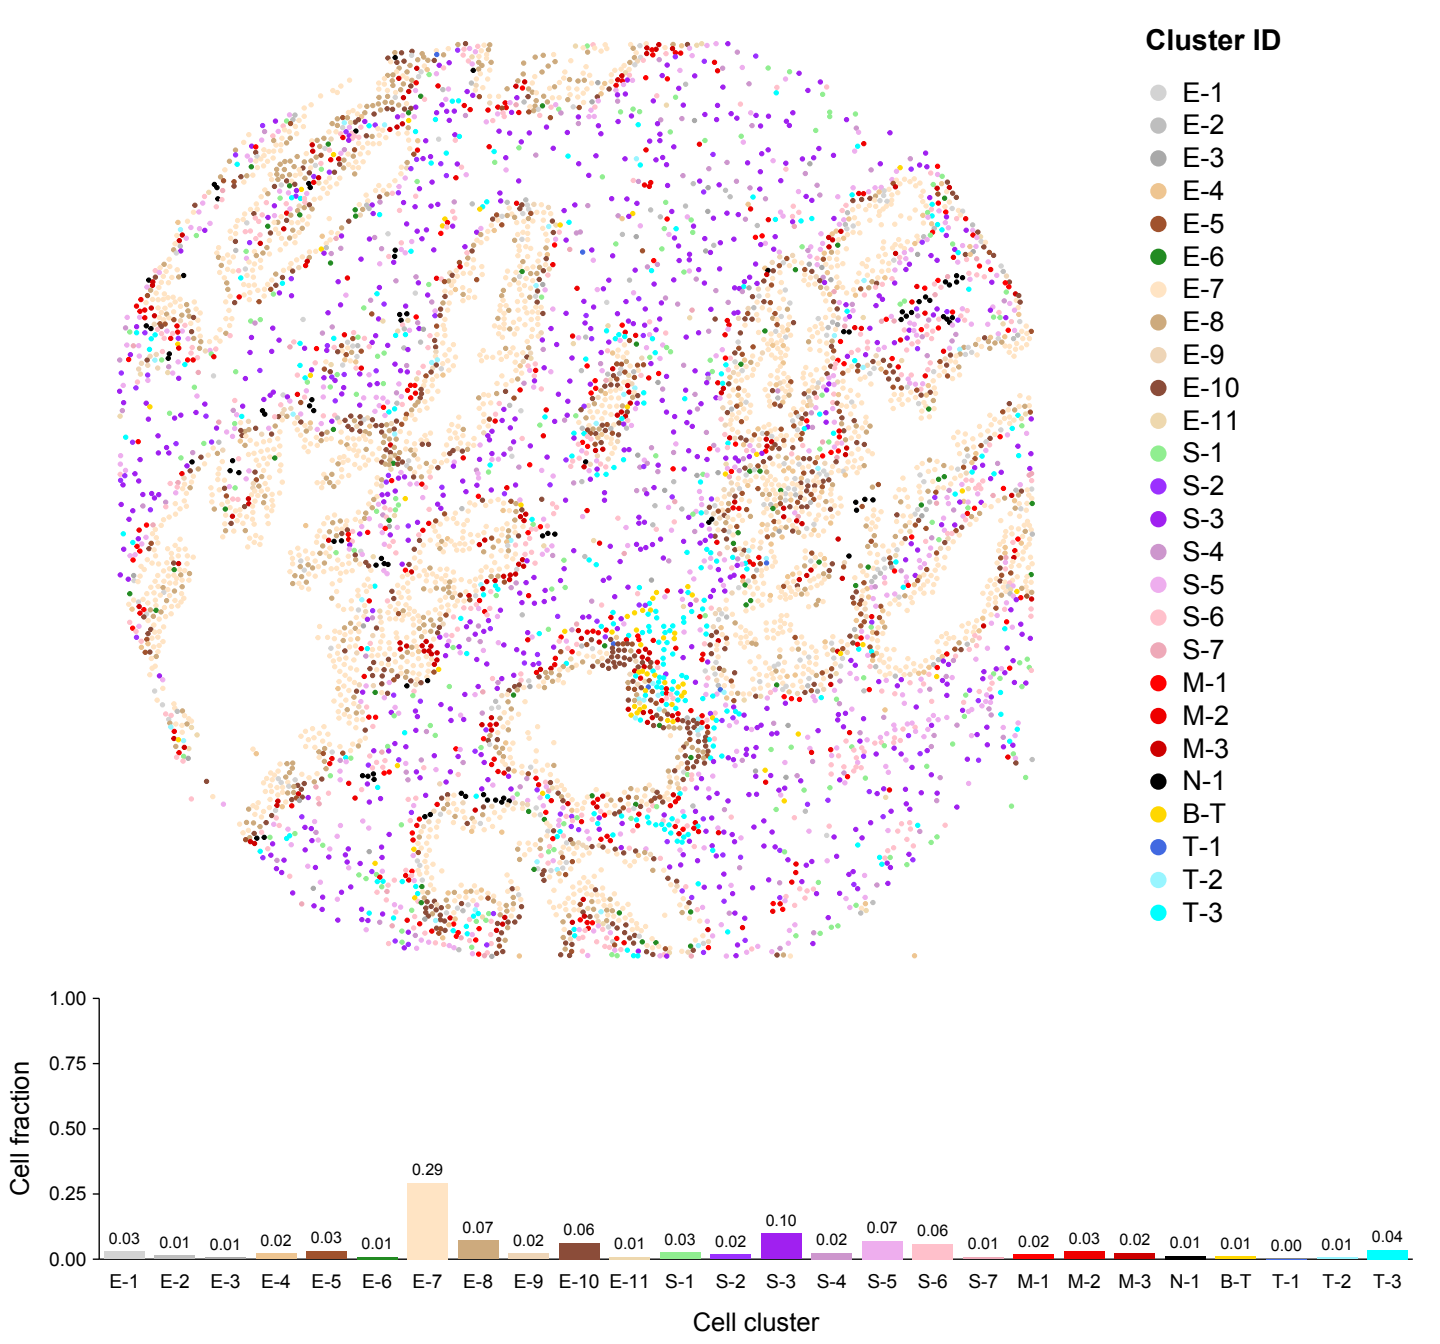 Cluster ID
E-1
E-2
E-3
E-4
E-5
E-6
E-7
E-8
E-9
E-10
E-11
S-1
S-2
S-3
S-4
S-5
S-6
S-7
M-1
M-2
M-3
N-1
B-T
T-1
T-2
T-3
Cell fraction
1.00
0.75
0.50
0.25
0.00
0.03 0.01 0.01 0.02 0.03 0.01 0.29 0.07 0.02 0.06 0.01 0.03 0.02 0.10 0.02 0.07 0.06 0.01 0.02 0.03 0.02 0.01 0.01 0.00 0.01 0.04
E-1 E-2 E-3 E-4 E-5 E-6 E-7 E-8 E-9 E-10 E-11 S-1 S-2 S-3 S-4 S-5 S-6 S-7 M-1 M-2 M-3 N-1 B-T T-1 T-2 T-3
Cell cluster